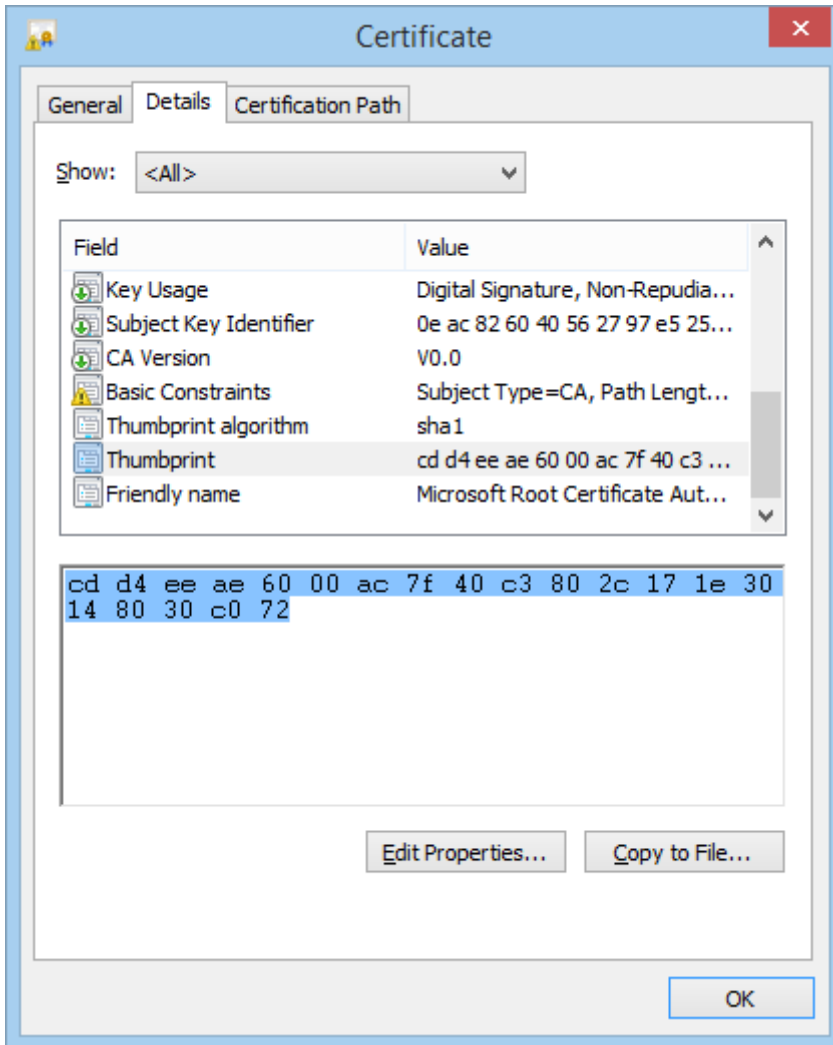 Certificate
General Details Certification Path
Show: <All>
Field Value
Key Usage Digital Signature, Non-Repudia...
Subject Key Identifier 0e ac 82 60 40 56 27 97 e5 25...
CA Version V0.0
Basic Constraints Subject Type=CA, Path Lengt...
Thumbprint algorithm sha1
Thumbprint cd d4 ee ae 60 00 ac 7f 40 c3 ...
Friendly name Microsoft Root Certificate Aut...
cd d4 ee ae 60 00 ac 7f 40 c3 80 2c 17 1e 30
14 80 30 c0 72
Edit Properties... Copy to File...
OK